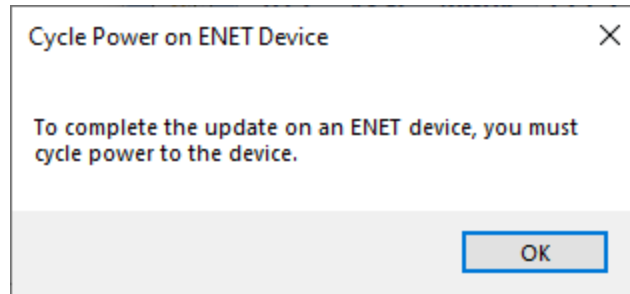 Cycle Power on ENET Device
To complete the update on an ENET device, you must
cycle power to the device.
OK